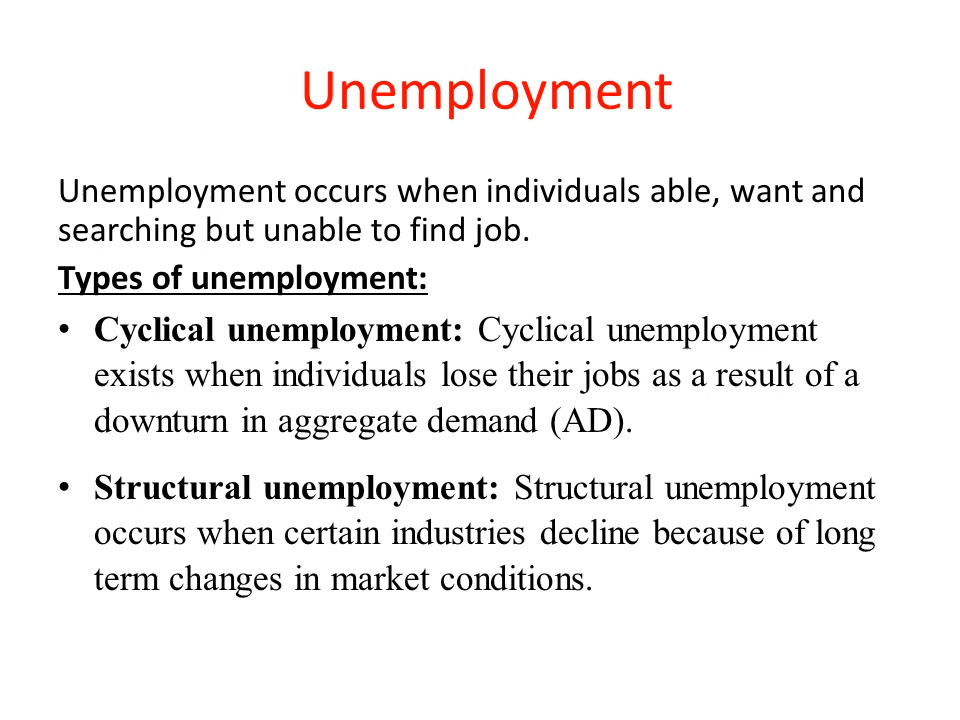 Unemployment
Unemployment occurs when individuals able, want and
searching but unable to find job.
Types of unemployment:
• Cyclical unemployment: Cyclical unemployment
exists when individuals lose their jobs as a result of a
downturn in aggregate demand (AD).
• Structural unemployment: Structural unemployment
occurs when certain industries decline because of long
term changes in market conditions.